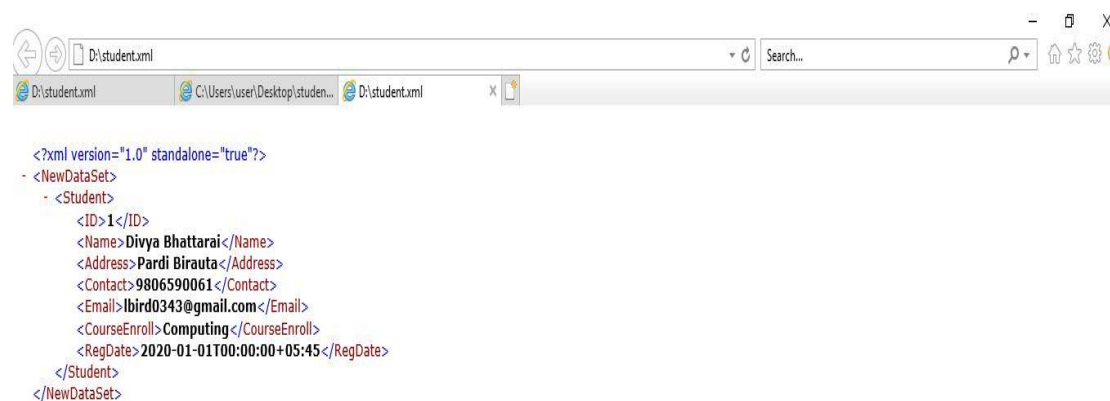 D:\student.xml
Search...
D:\student.xml
C:\Users\user\Desktop\studen...
D:\student.xml
<?xml version="1.0" standalone="true"?>
- <NewDataSet>
- <Student>
<ID>1</ID>
<Name>Divya Bhattarai</Name>
<Address>Pardi Birauta</Address>
<Contact>9806590061</Contact>
<Email>lbird0343@gmail.com</Email>
<CourseEnroll>Computing</CourseEnroll>
<RegDate>2020-01-01T00:00:00+05:45</RegDate>
</Student>
</NewDataSet>